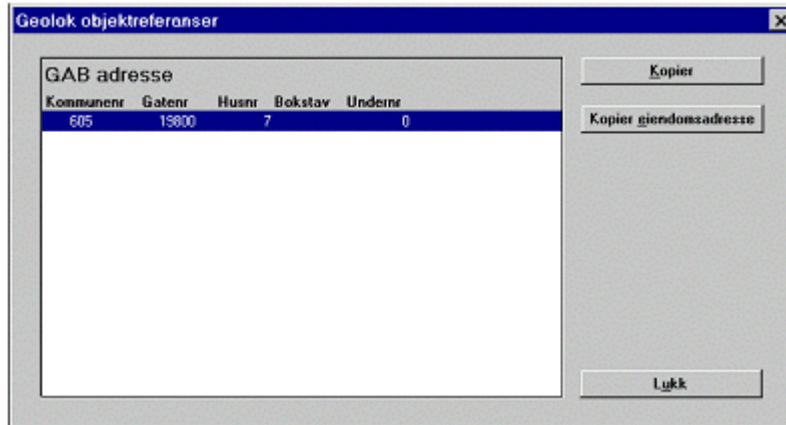 Geolok objektreferanser
GAB adresse
Kommunenr Gatenr Husnr Bokstav Undernr
605 19800 7 0
Kopier
Kopier eiendomsadresse
Lukk